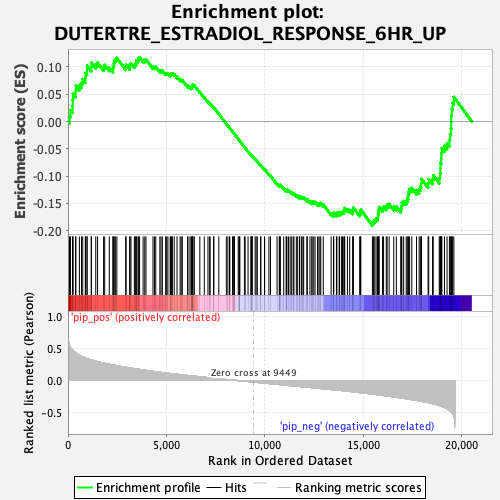 Enrichment plot:
DUTERTRE_ESTRADIOL_RESPONSE_6HR_UP
Enrichment score (ES)
0.10
0.05
0.00
-0.05
-0.10
-0.15
-0.20
'pip_pos' (positively correlated)
Ranked list metric (Pearson)
1.0
0.5
0.0
-0.5
Zero cross at 9449
'pip_neg' (negatively correlated)
0
5,000
10,000
15,000
20,000
Rank in Ordered Dataset
Enrichment profile
Hits
Ranking metric scores